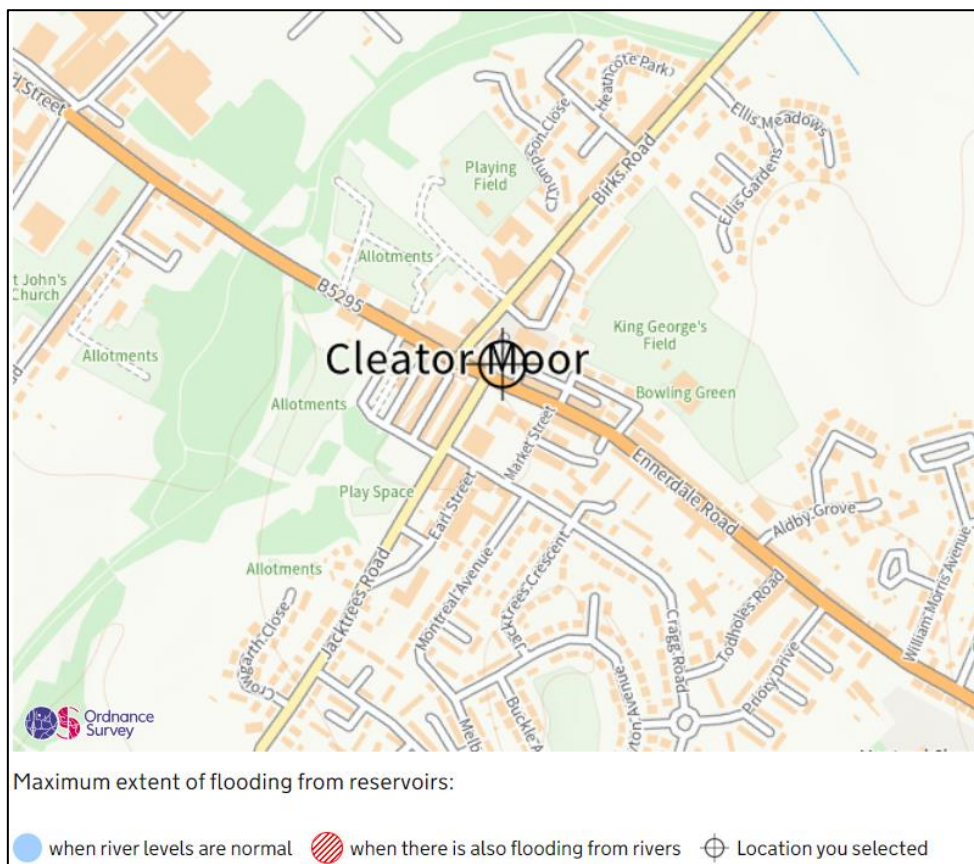 d Street
Heathcote Park
Thompson Close
Ellis Meadows
Playing
Field
Birks Road
Ellis Gardens
Allotments
t John's
Church
B5295
King George's
Field
Allotments
Cleator Moor
Bowling Green
Allotments
Market Street
Ennerdale Road
Play Space
Earl Street
Aldby Grove
Allotments
Jacktrees Road
Montreal Avenue
Jacktrees Crescent
William Morris Avenue
Crowgarth Close
Cragg Road
Todholes Road
Priory Drive
Buckle A
ton Avenue
Melb
Ordnance
Survey
Maximum extent of flooding from reservoirs:
when river levels are normal when there is also flooding from rivers Location you selected